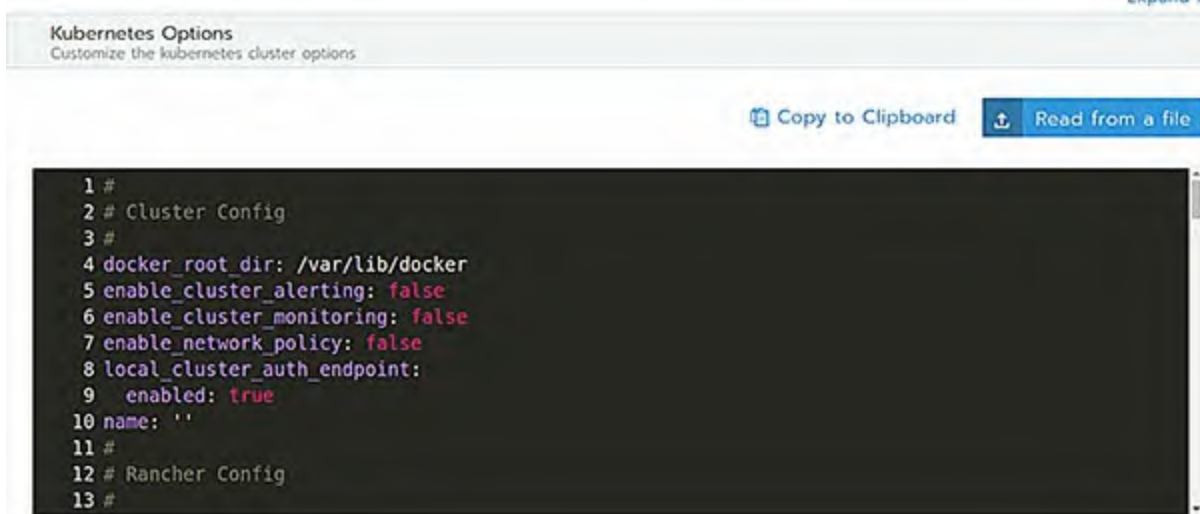 Kubernetes Options
Customize the kubernetes cluster options
Copy to Clipboard
Read from a file
1 #
2 # Cluster Config
3 #
4 docker_root_dir: /var/lib/docker
5 enable_cluster_alerting: false
6 enable_cluster_monitoring: false
7 enable_network_policy: false
8 local_cluster_auth_endpoint:
9   enabled: true
10 name: ''
11 #
12 # Rancher Config
13 #